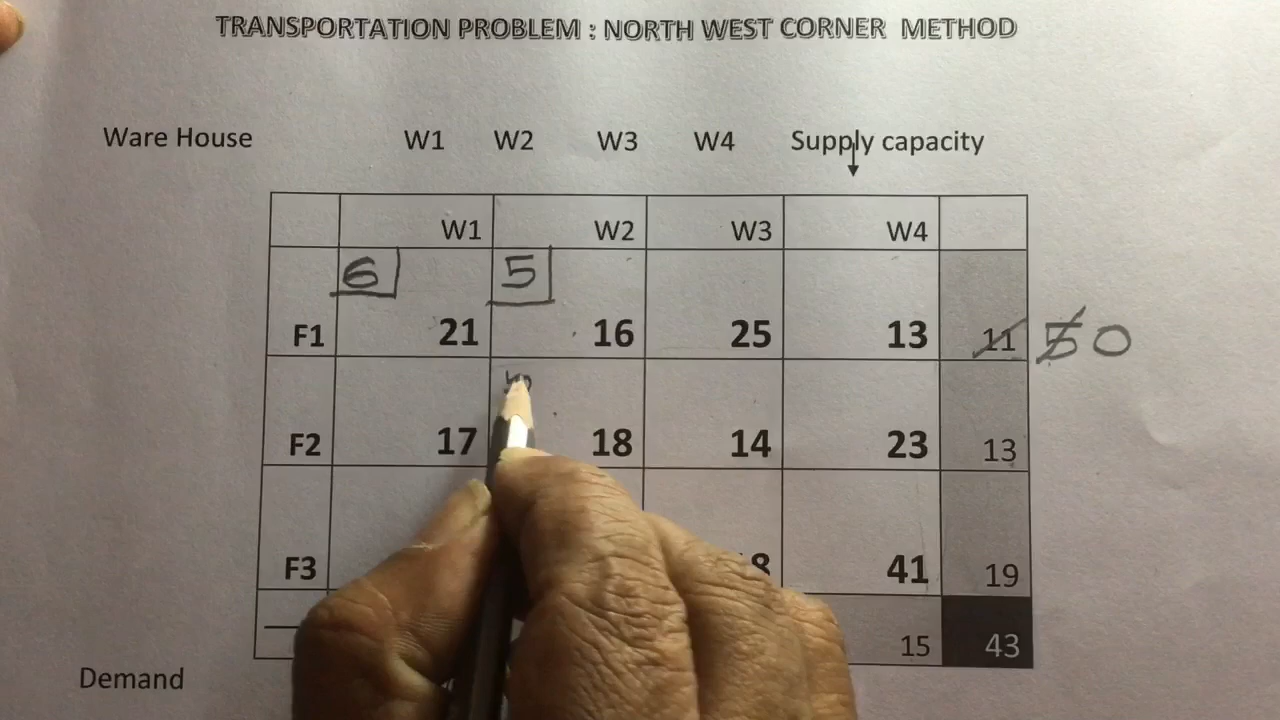 TRANSPORTATION PROBLEM : NORTH WEST CORNER METHOD
Ware House W1 W2 W3 W4 Supply capacity
W1 W2 W3 W4
6 5
F1 21 16 25 13 11 5 0
F2 17 18 14 23 13
F3 41 19
15 43
Demand